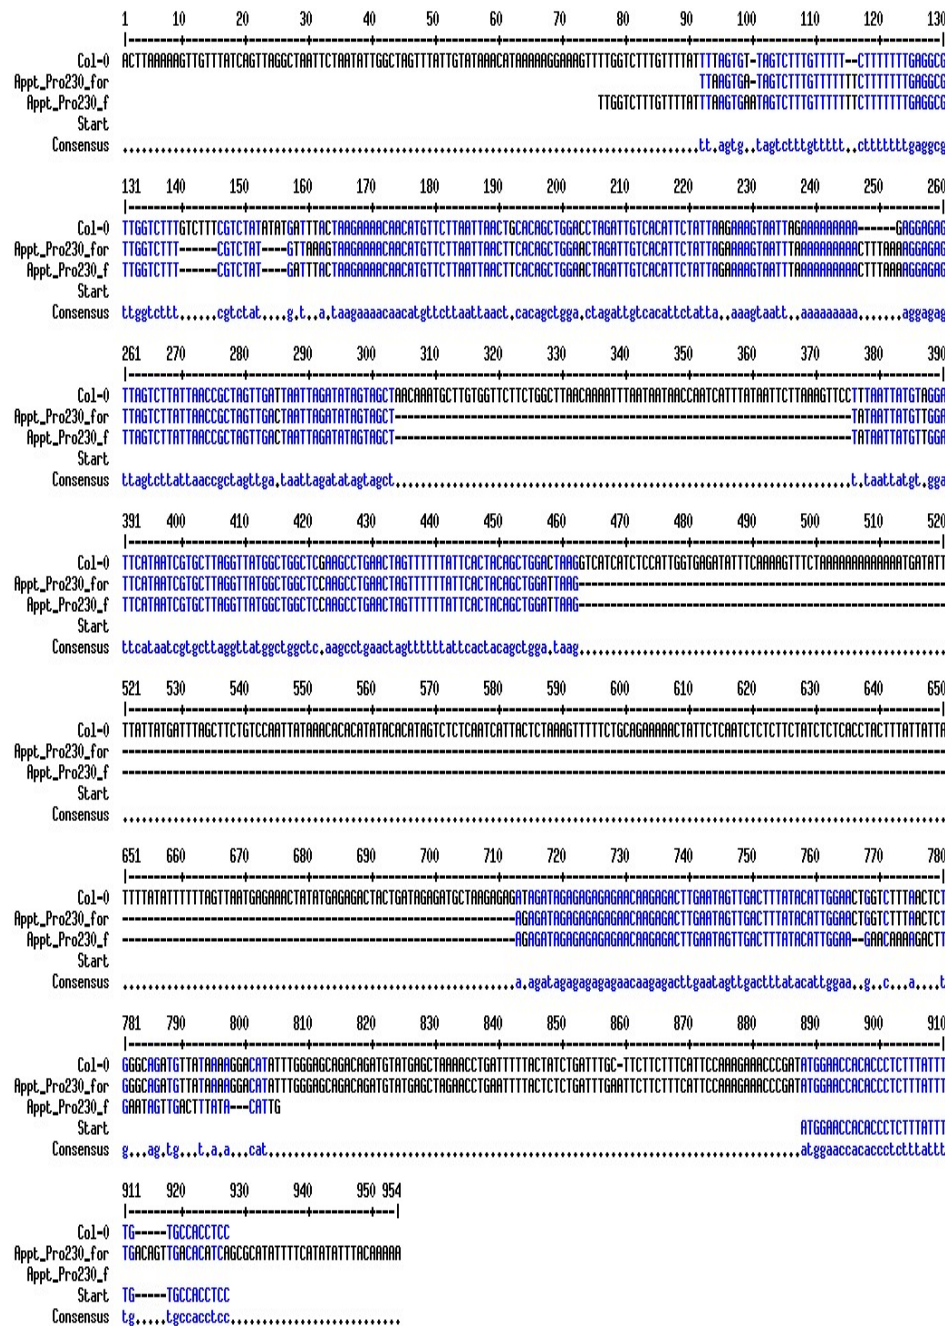 1 10 20 30 40 50 60 70 80 90 100 110 120 130
|--------+---------+---------+---------+---------+---------+---------+---------+---------+---------+---------+---------+---------|
Col-0 ACTTAAAAAGTTGTTTATCAGTTAGGCTAATTCTAATATTGGCTAGTTTATTGTATAAACATAAAAAGGAAAGTTTTGGTCTTTGTTTTATTTTAGTGT-TAGTCTTTGTTTTT--CTTTTTTTGAGGCG
Appt_Pro230_for TTAAGTGA-TAGTCTTTGTTTTTTTCTTTTTTTGAGGCG
Appt_Pro230_f TTGGTCTTTGTTTTATTTAAGTGAATAGTCTTTGTTTTTTTCTTTTTTTGAGGCG
Start
Consensus ...........................................................................................tt.agtg..tagtctttgttttt..ctttttttgaggcg
131 140 150 160 170 180 190 200 210 220 230 240 250 260
|--------+---------+---------+---------+---------+---------+---------+---------+---------+---------+---------+---------+---------|
Col-0 TTGGTCTTTGTCTTTCGTCTATATATGATTTACTAAGAAAACAACATGTTCTTAATTAACTGCACAGCTGGACCTAGATTGTCACATTCTATTAAGAAAGTAATTAGAAAAAAAAA------GAGGAGAG
Appt_Pro230_for TTGGTCTTT------CGTCTAT----GTTAAAGTAAGAAAACAACATGTTCTTAATTAACTTCACAGCTGGAACTAGATTGTCACATTCTATTAGAAAAGTAATTTAAAAAAAAAACTTTAAAAGGAGAG
Appt_Pro230_f TTGGTCTTT------CGTCTAT----GATTTACTAAGAAAACAACATGTTCTTAATTAACTTCACAGCTGGAACTAGATTGTCACATTCTATTAGAAAAGTAATTTAAAAAAAAAACTTTAAAAGGAGAG
Start
Consensus ttggtcttt......cgtctat....g.t..a.taagaaaacaacatgttcttaattaact.cacagctgga.ctagattgtcacattctatta.aaaagtaatt..aaaaaaaaa.......aggagag
261 270 280 290 300 310 320 330 340 350 360 370 380 390
|--------+---------+---------+---------+---------+---------+---------+---------+---------+---------+---------+---------+---------|
Col-0 TTAGTCTTATTAACCGCTAGTTGATTAATTAGATATAGTAGCTAACAAATGCTTGTGGTTCTTCTGGCTTAACAAAATTTAATAATAACCAATCATTTATAATTCTTAAAGTTCCTTTAATTATGTAGGA
Appt_Pro230_for TTAGTCTTATTAACCGCTAGTTGACTAATTAGATATAGTAGCT------------------------------------------------------------------------TATAATTATGTTGGA
Appt_Pro230_f TTAGTCTTATTAACCGCTAGTTGACTAATTAGATATAGTAGCT------------------------------------------------------------------------TATAATTATGTTGGA
Start
Consensus ttagtcttattaaccgctagttga.taattagatatagtagct........................................................................t.taattatgt.gga
391 400 410 420 430 440 450 460 470 480 490 500 510 520
|--------+---------+---------+---------+---------+---------+---------+---------+---------+---------+---------+---------+---------|
Col-0 TTCATAATCGTGCTTAGGTTATGGCTGGCTCGAAGCCTGAACTAGTTTTTTATTCACTACAGCTGGACTAAGGTCATCATCTCCATTGGTGAGATATTTCAAAAGTTTCTAAAAAAAAAAAAATGATATT
Appt_Pro230_for TTCATAATCGTGCTTAGGTTATGGCTGGCTCCAAGCCTGAACTAGTTTTTTATTCACTACAGCTGGATTAAG----------------------------------------------------------
Appt_Pro230_f TTCATAATCGTGCTTAGGTTATGGCTGGCTCCAAGCCTGAACTAGTTTTTTATTCACTACAGCTGGATTAAG----------------------------------------------------------
Start
Consensus ttcataatcgtgcttaggttatggctggctc.aagcctgaactagttttttattcactacagctgga.taag..........................................................
521 530 540 550 560 570 580 590 600 610 620 630 640 650
|--------+---------+---------+---------+---------+---------+---------+---------+---------+---------+---------+---------+---------|
Col-0 TTATTATGATTTAGCTTCTGTCCAATTATAAACACACATATACACATAGTCTCTCAATCATTACTCTAAAGTTTTTCTGCAGAAAAACTATTCTCAATCTCTCTTCTATCTCTCACCTACTTTATTATTA
Appt_Pro230_for ----------------------------------------------------------------------------------------------------------------------------------
Appt_Pro230_f ----------------------------------------------------------------------------------------------------------------------------------
Start
Consensus ..................................................................................................................................
651 660 670 680 690 700 710 720 730 740 750 760 770 780
|--------+---------+---------+---------+---------+---------+---------+---------+---------+---------+---------+---------+---------|
Col-0 TTTTATATTTTTTAGTTAATGAGAAACTATATGAGAGACTACTGATAGAGATGCTAAGAGAGATAGATAGAGAGAGAGAACAAGAGACTTGAATAGTTGACTTTATACATTGGAACTGGTCTTTAACTCT
Appt_Pro230_for --------------------------------------------------------------AGAGATAGAGAGAGAGAACAAGAGACTTGAATAGTTGACTTTATACATTGGAACTGGTCTTTAACTCT
Appt_Pro230_f --------------------------------------------------------------AGAGATAGAGAGAGAGAACAAGAGACTTGAATAGTTGACTTTATACATTGGAA--GAACAAAAGACTT
Start
Consensus ..............................................................a.agatagagagagagaacaagagacttgaatagttgactttatacattggaa..g..c...a....t
781 790 800 810 820 830 840 850 860 870 880 890 900 910
|--------+---------+---------+---------+---------+---------+---------+---------+---------+---------+---------+---------+---------|
Col-0 GGGCAGATGTTATAAAAGGACATATTTGGGAGCAGACAGATGTATGAGCTAAAACCTGATTTTTACTATCTGATTTGC-TTCTTCTTTCATTCCAAAGAAACCCGATATGGAACCACACCCTCTTTATTT
Appt_Pro230_for GGGCAGATGTTATAAAAGGACATATTTGGGAGCAGACAGATGTATGAGCTAGAACCTGAATTTTACTCTCTGATTTGAATTCTTCTTTCATTCCAAAGAAACCCGATATGGAACCACACCCTCTTTATTT
Appt_Pro230_f GAATAGTTGACTTTATA---CATTG
Start ATGGAACCACACCCTCTTTATTT
Consensus g...ag.tg...t.a.a...cat....................................................................................atggaaccacaccctctttattt
911 920 930 940 950 954
|--------+---------+---------+---------+---|
Col-0 TG-----TGCCACCTCC
Appt_Pro230_for TGACAGTTGACACATCAGCGCATATTTTCATATATTTACAAAAA
Appt_Pro230_f
Start TG-----TGCCACCTCC
Consensus tg.....tgccacctcc...........................